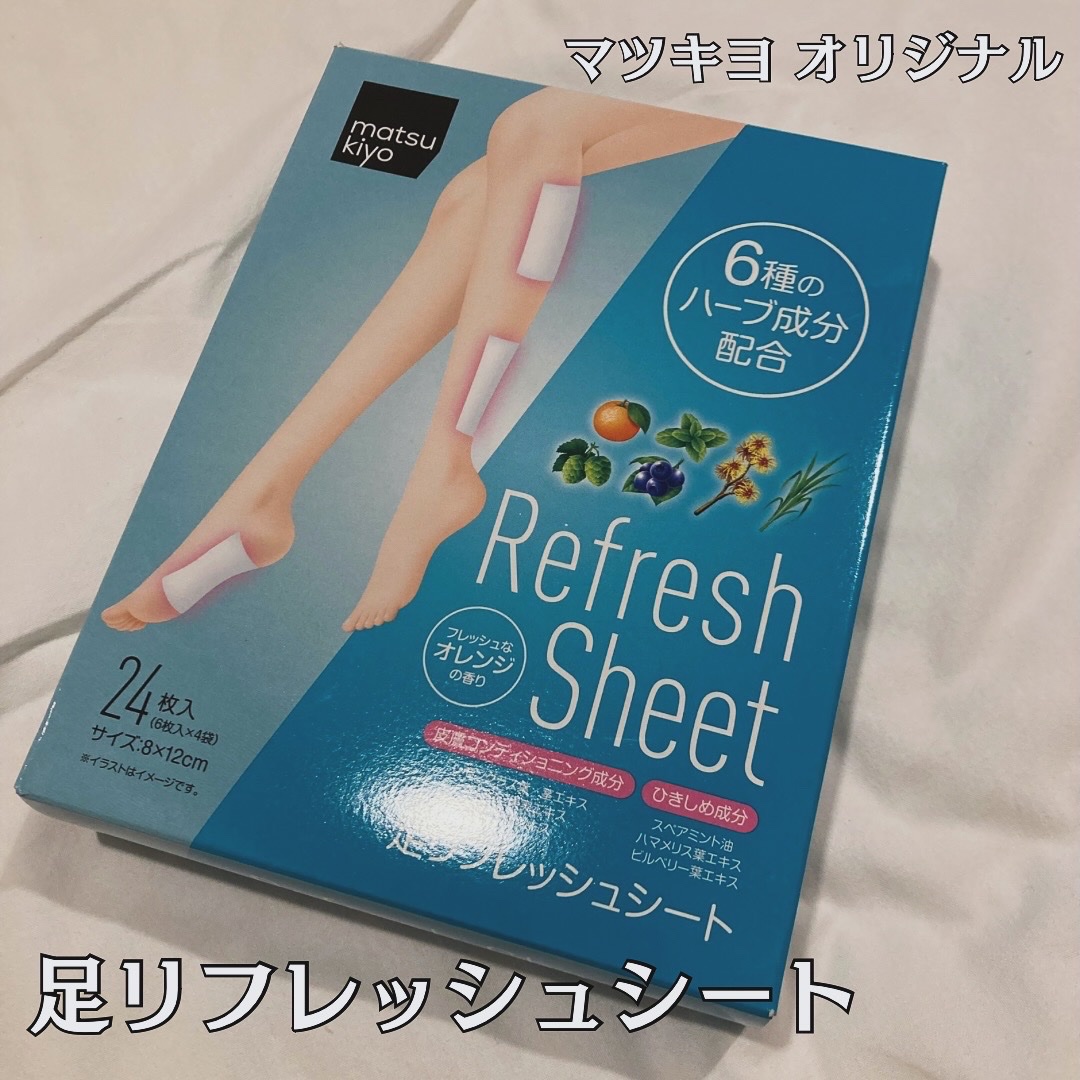 マツキヨ オリジナル
matsu
kiyo
6種の
ハーブ成分
配合
Refresh
Sheet
フレッシュな
オレンジ
の香り
24枚入
(6枚入×4袋)
サイズ:8×12cm
※イラストはイメージです。
皮膚コンディショニング成分
エキス
キス
ひきしめ成分
スペアミント油
ハマメリス葉エキス
ビルベリー葉エキス
足リフレッシュシート
足リフレッシュシート